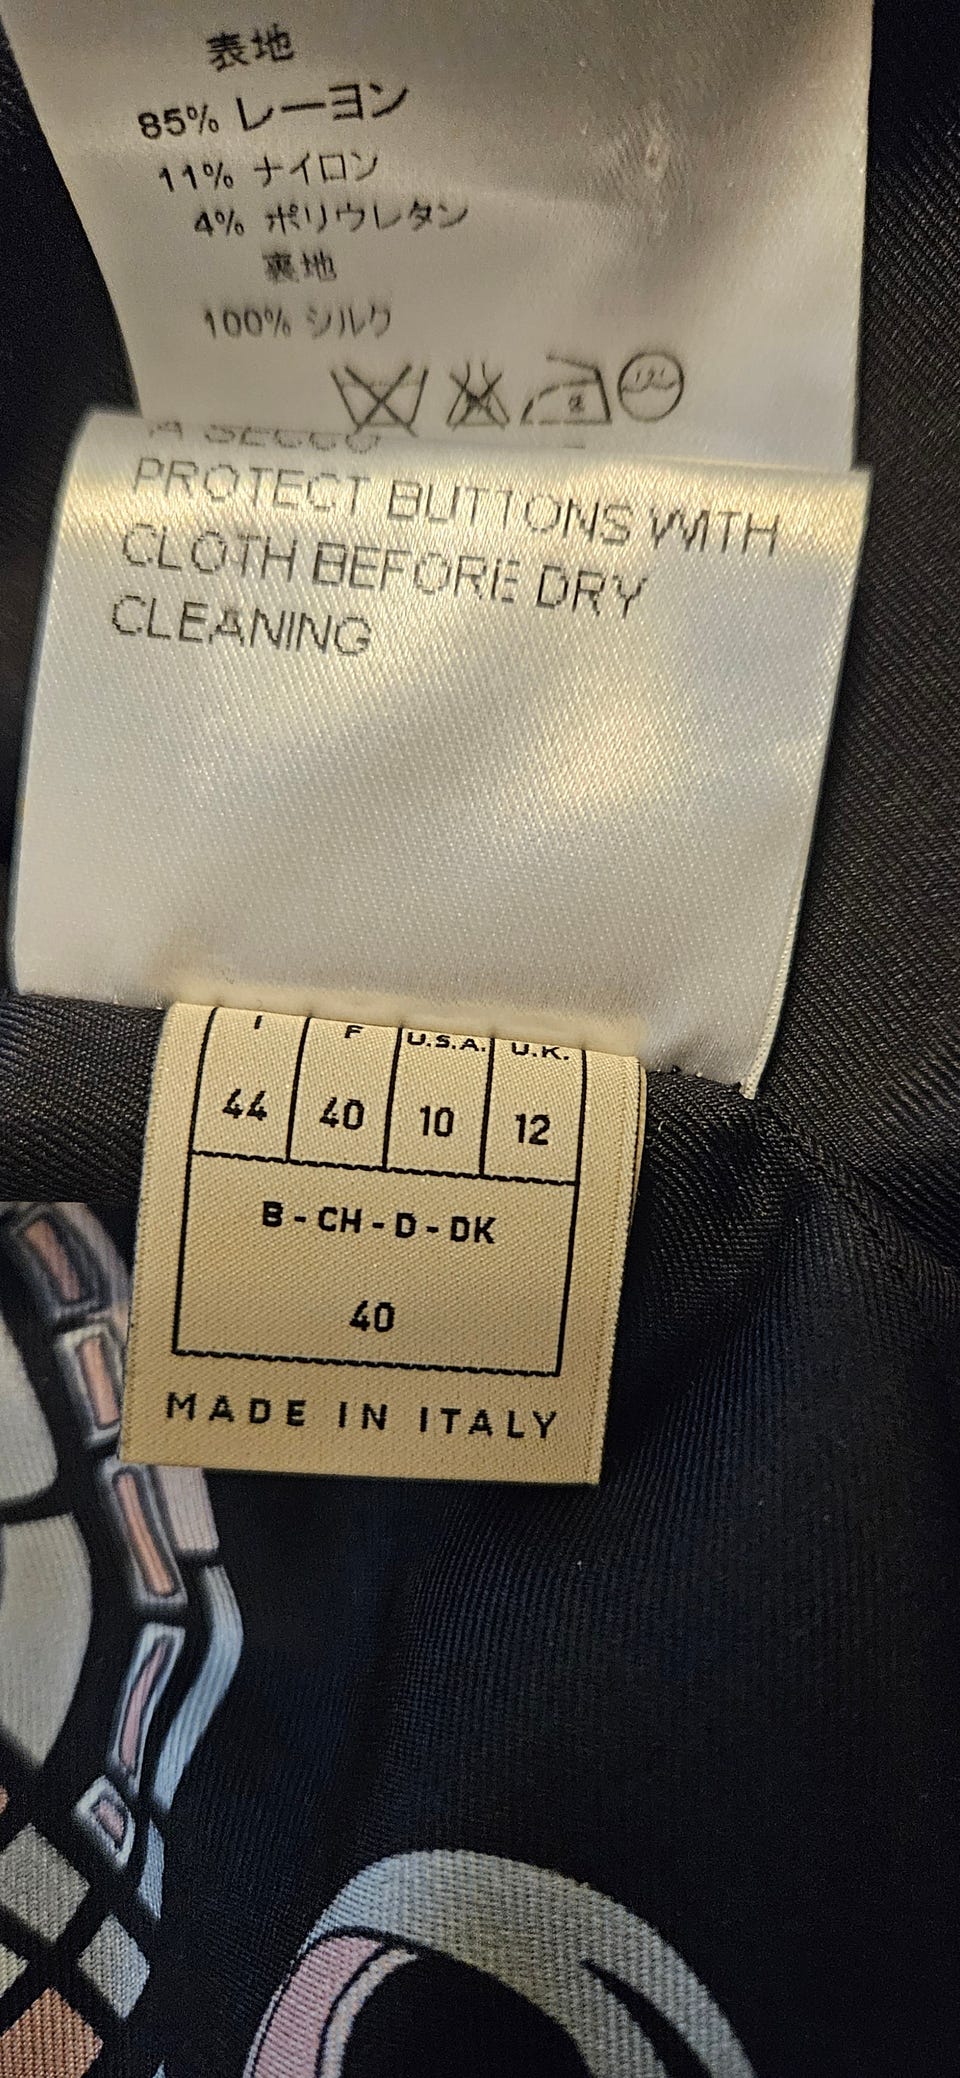 表地
85% レーヨン
11% ナイロン
4% ポリウレタン
裏地
100% シルク
A SECCO
PROTECT BUTTONS WITH
CLOTH BEFORE DRY
CLEANING
I F U.S.A. U.K.
44 40 10 12
B - CH - D - DK
40
MADE IN ITALY